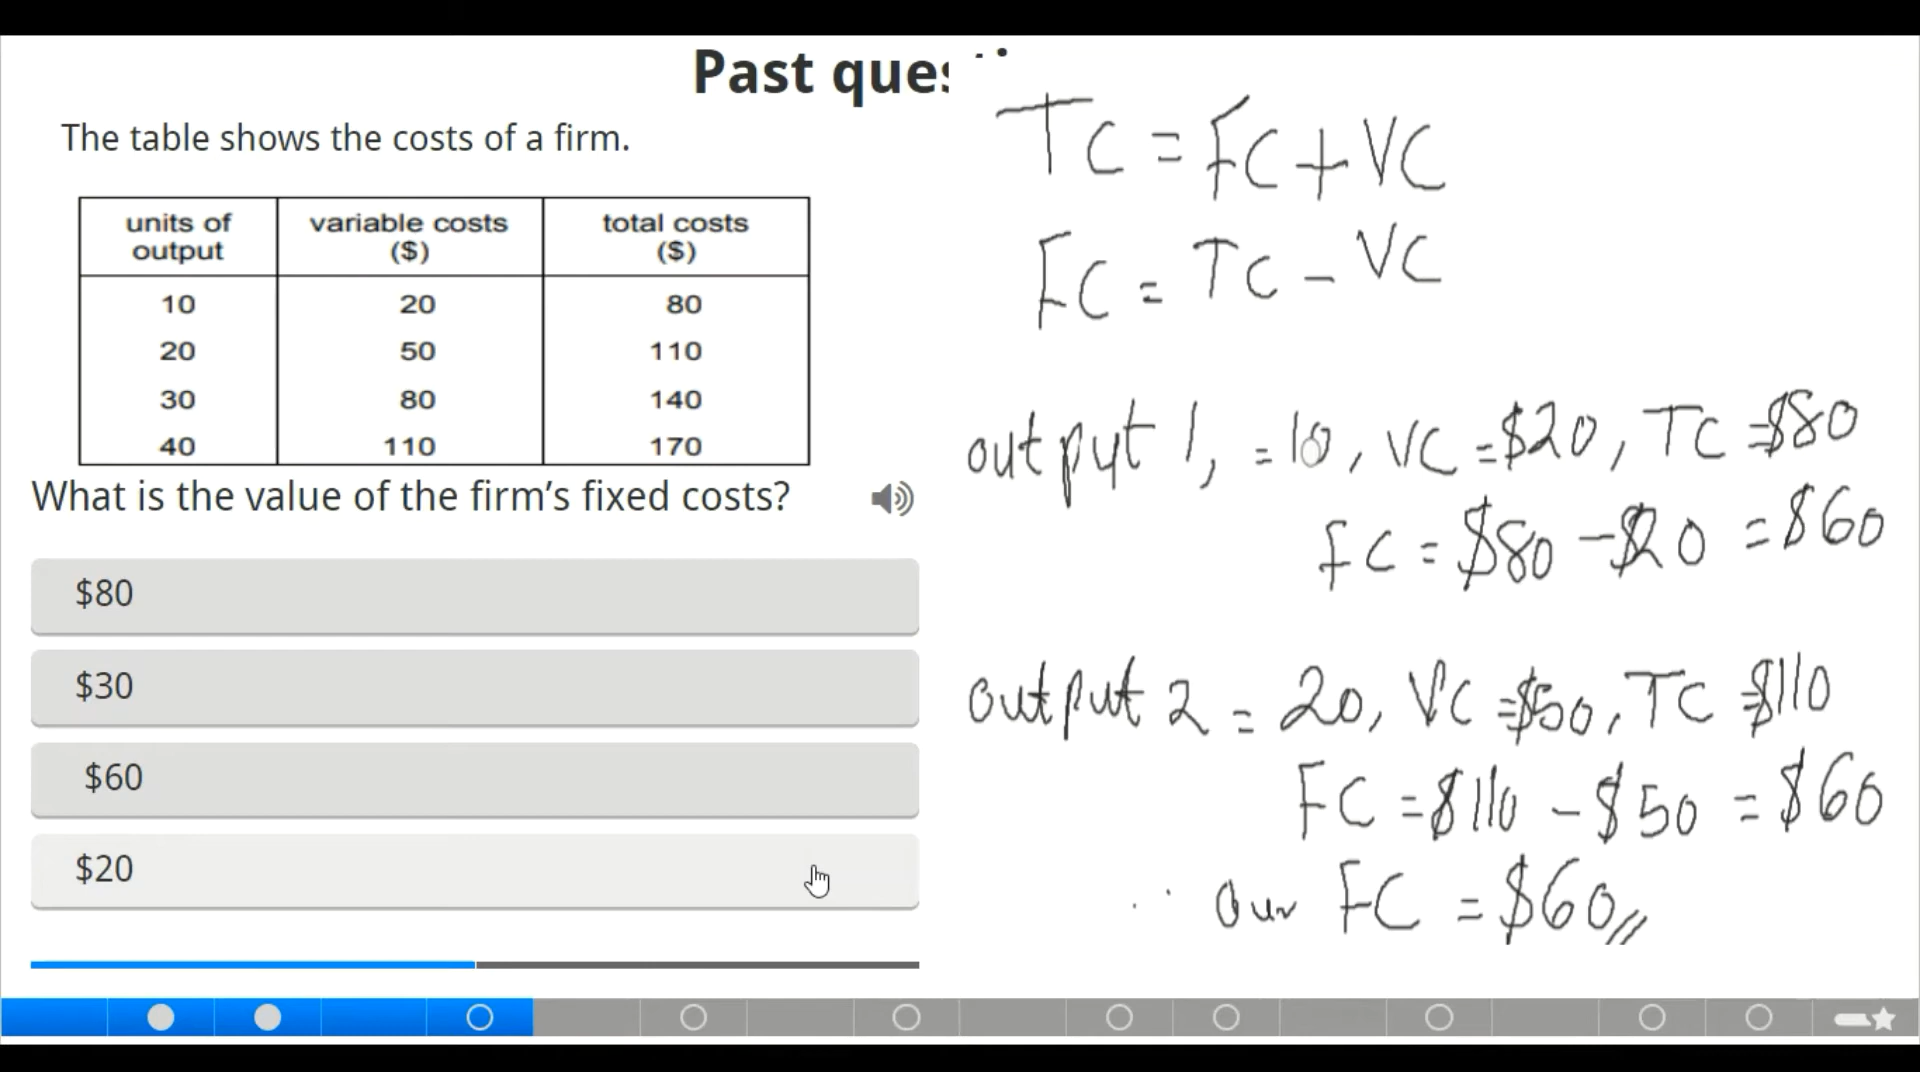 Past ques
The table shows the costs of a firm.
units of output variable costs ($) total costs ($)
10 20 80
20 50 110
30 80 140
40 110 170
What is the value of the firm’s fixed costs?
$80
$30
$60
$20
TC = FC + VC
FC = TC - VC
output 1, = 10, VC = $20, TC = $80
FC = $80 - $20 = $60
output 2 = 20, VC = $50, TC = $110
FC = $110 - $50 = $60
our FC = $60